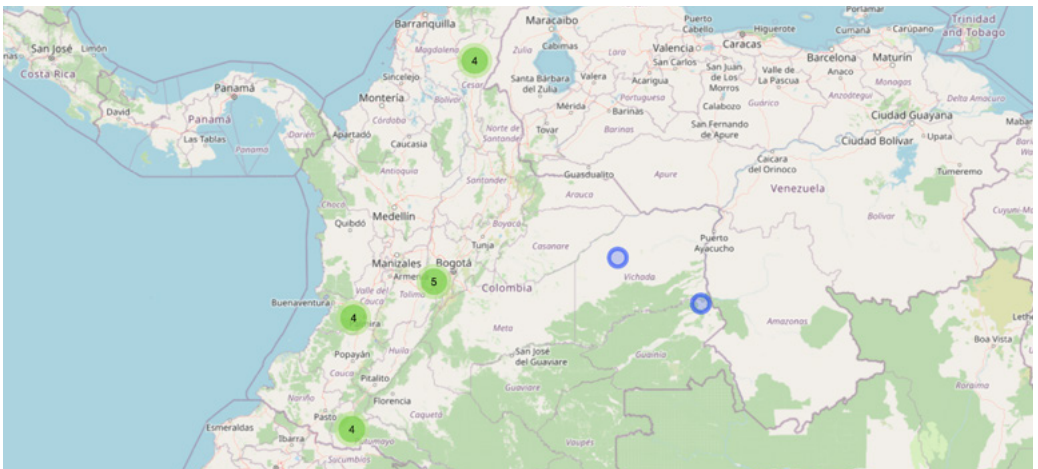 Portamar
Barranquilla
Maracaibo
Puerto
Cabello
Higuerote
Cumaná
Carúpano
Trinidad
and Tobago
San José
Limón
Costa Rica
Magdalena
4
Cesar
Zulia
Cabimas
Lara
Valencia
Caracas
San Carlos
Barcelona
Maturín
Anaco
Monagas
Panamá
David
Panamá
Las Tablas
Panamá
Darién
Sincelejo
Montería
Bolívar
Córdoba
Apartadó
Caucasia
Antioquia
Norte de
Santander
Santander
Santa Bárbara
del Zulia
Valera
Acarigua
Portuguesa
San Juan
de Los
Morros
Valle de
La Pascua
Anzoátegui
Delta Amacuro
Mérida
Barinas
Calabozo
Guárico
Tovar
Barinas
San Fernando
de Apure
Ciudad Guayana
Ciudad Bolívar
Upata
Guasdualito
Apure
Caicara
del Orinoco
Tumeremo
Venezuela
Arauca
Bolívar
Chocó
Quibdó
Medellín
Boyacá
Tunja
Casanare
Puerto
Ayacucho
Manizales
Bogotá
5
Tolima
Valle del
Cauca
Colombia
Vichada
Buenaventura
4
Meta
Amazonas
Popayán
Huila
San José
del Guaviare
Guainía
Boa Vista
Cauca
Pitalito
Guaviare
Roraima
Nariño
Florencia
Pasto
Caquetá
4
Esmeraldas
Ibarra
Vaupés
Sucumbíos